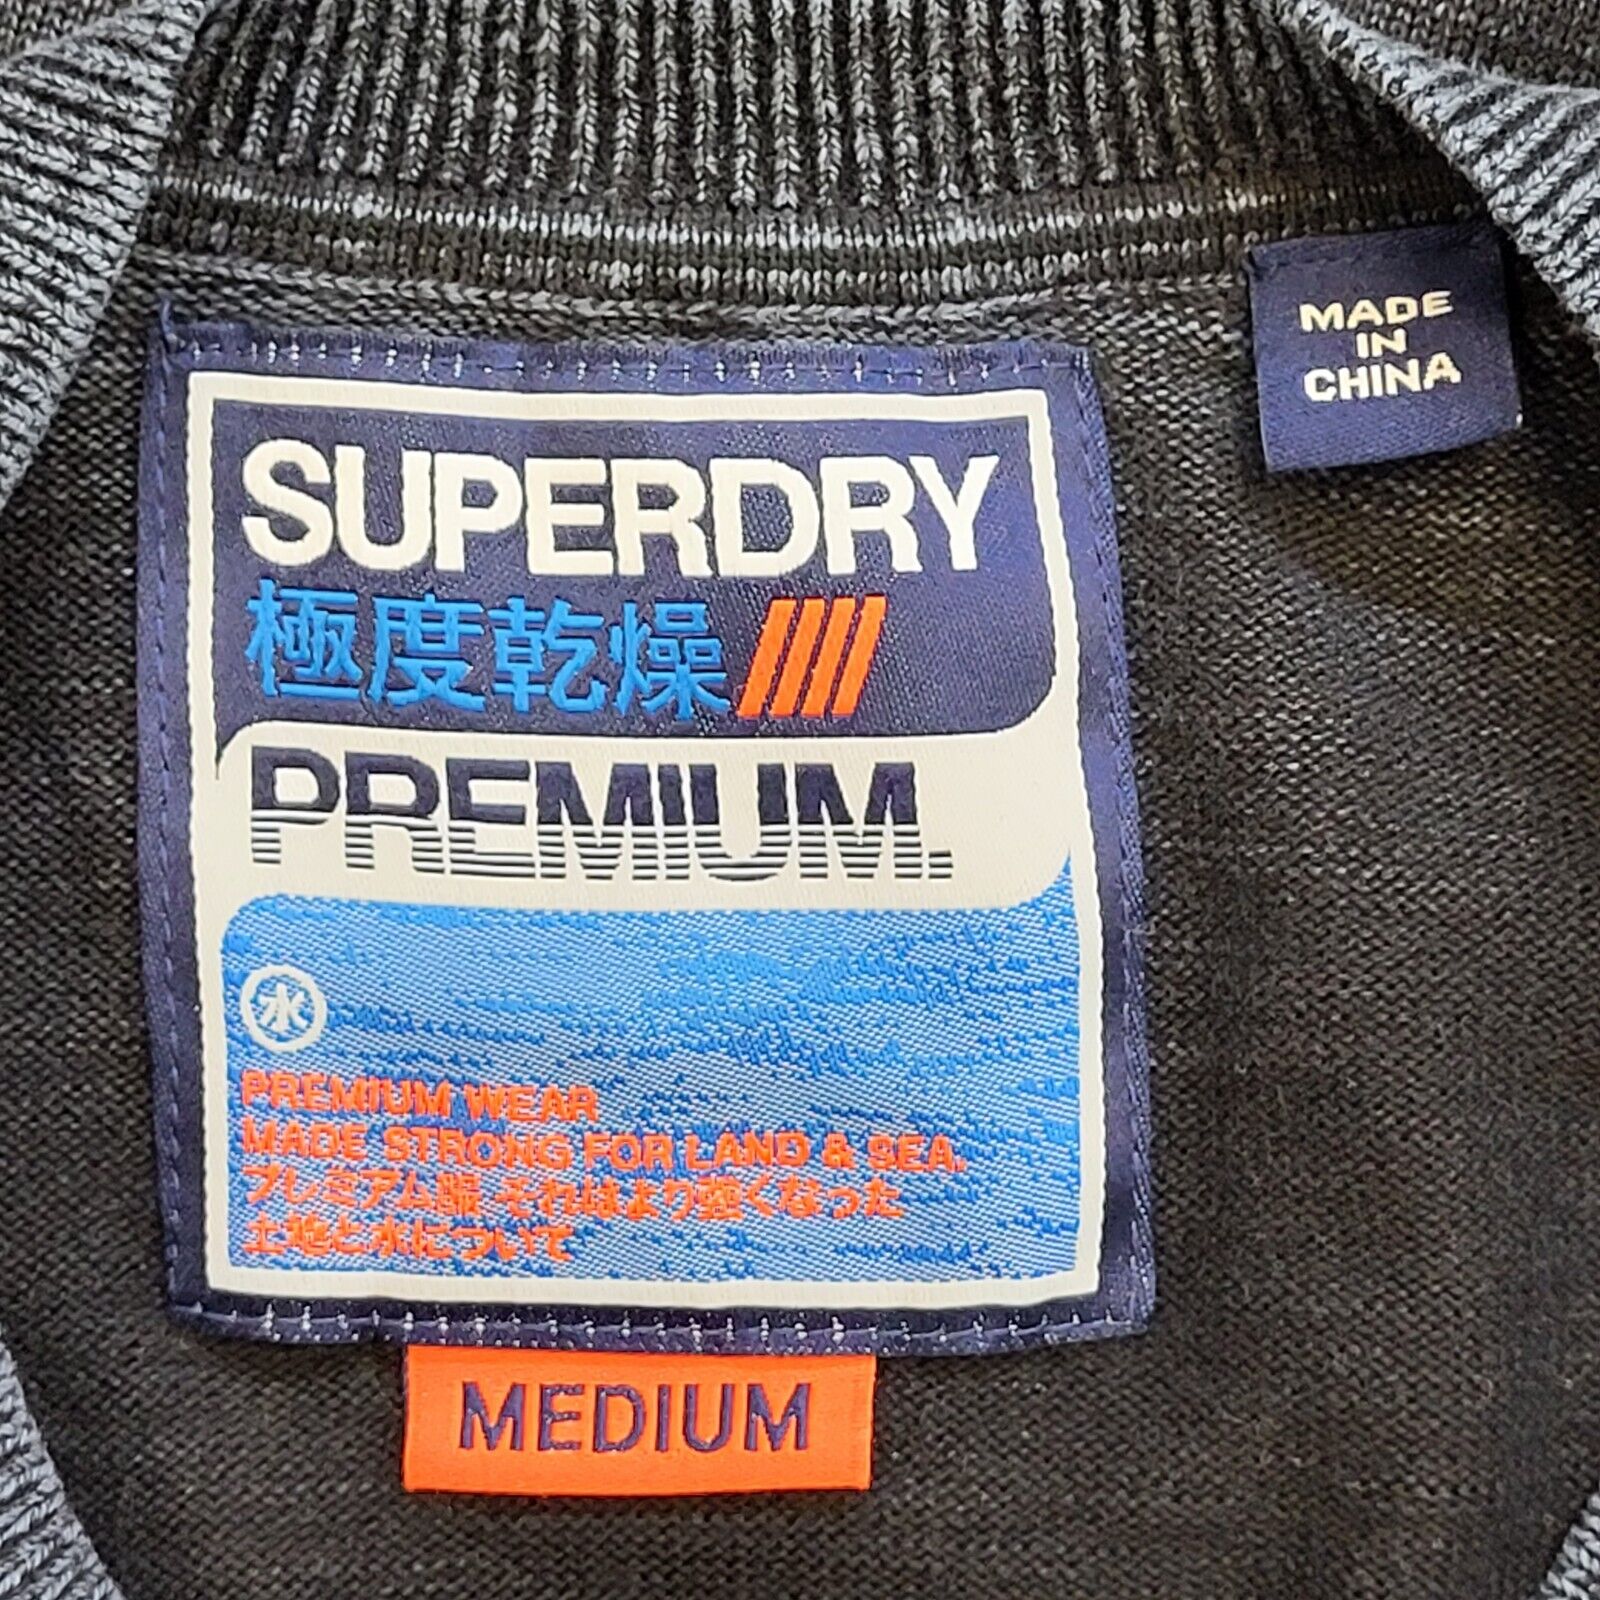 MADE
IN
CHINA
SUPERDRY
極度乾燥
PREMIUM.
水
PREMIUM WEAR
MADE STRONG FOR LAND & SEA.
プレミアム服 それはより強くなった
土地と水について
MEDIUM